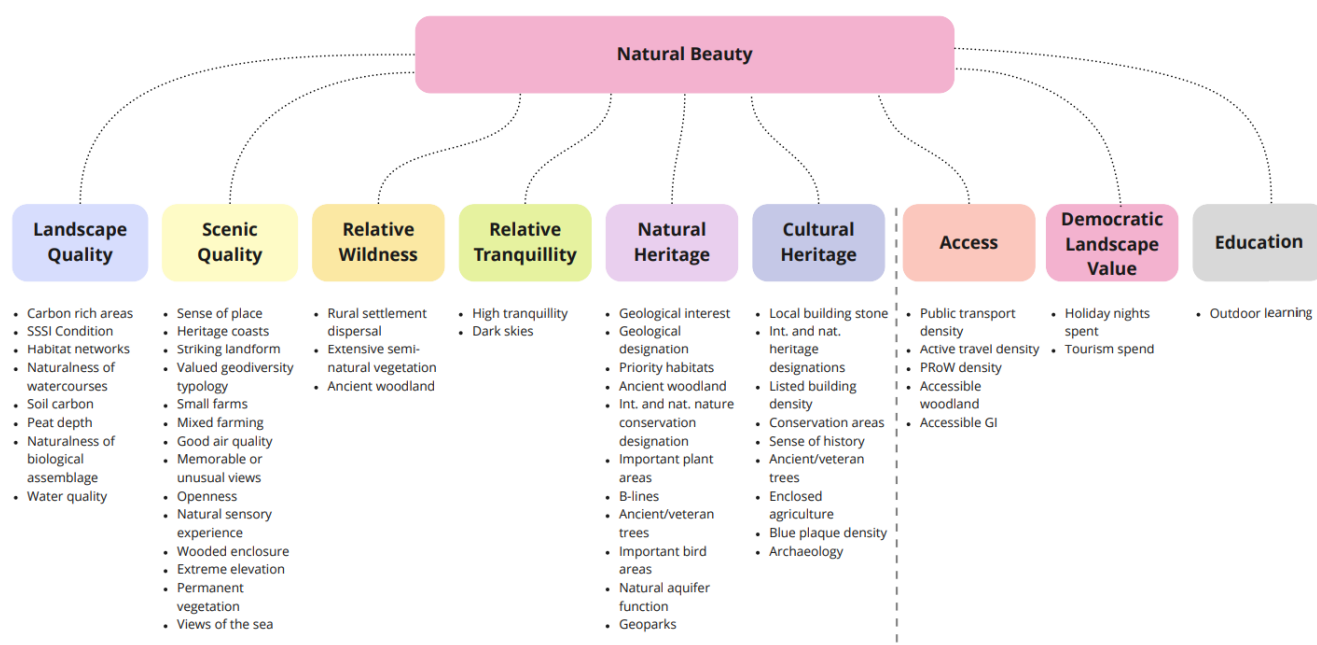 Natural Beauty
Landscape
Quality
• Carbon rich areas
• SSSI Condition
• Habitat networks
• Naturalness of
watercourses
• Soil carbon
• Peat depth
• Naturalness of
biological
assemblage
• Water quality
Scenic
Quality
• Sense of place
• Heritage coasts
• Striking landform
• Valued geodiversity
typology
• Small farms
• Mixed farming
• Good air quality
• Memorable or
unusual views
• Openness
• Natural sensory
experience
• Wooded enclosure
• Extreme elevation
• Permanent
vegetation
• Views of the sea
Relative
Wildness
• Rural settlement
dispersal
• Extensive semi-
natural vegetation
• Ancient woodland
Relative
Tranquillity
• High tranquillity
• Dark skies
Natural
Heritage
• Geological interest
• Geological
designation
• Priority habitats
• Ancient woodland
• Int. and nat. nature
conservation
designation
• Important plant
areas
• B-lines
• Ancient/veteran
trees
• Important bird
areas
• Natural aquifer
function
• Geoparks
Cultural
Heritage
• Local building stone
• Int. and nat.
heritage
designations
• Listed building
density
• Conservation areas
• Sense of history
• Ancient/veteran
trees
• Enclosed
agriculture
• Blue plaque density
• Archaeology
Access
• Public transport
density
• Active travel density
• PRoW density
• Accessible
woodland
• Accessible GI
Democratic
Landscape
Value
• Holiday nights
spent
• Tourism spend
Education
• Outdoor learning